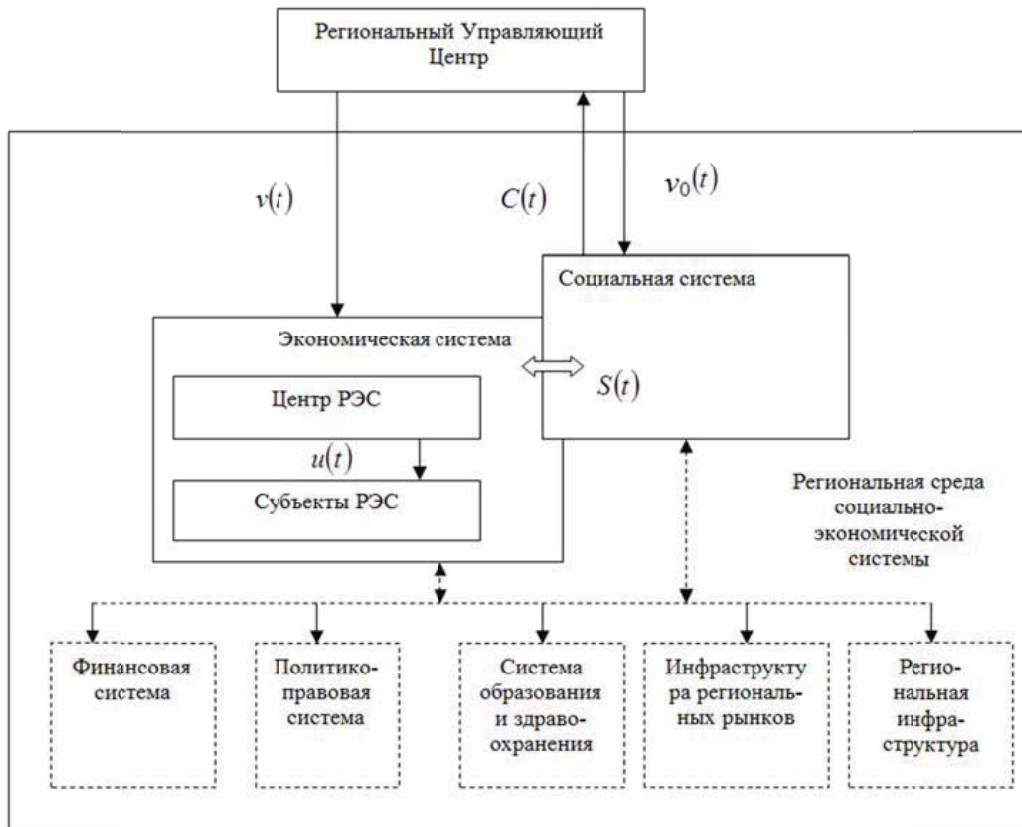 Региональный Управляющий
Центр
v(t)
C(t)
v₀(t)
Социальная система
Экономическая система
S(t)
Центр РЭС
u(t)
Субъекты РЭС
Региональная среда
социально-
экономической
системы
Финансовая
система
Политико-
правовая
система
Система
образования
и здраво-
охранения
Инфраструкту
ра региональ-
ных рынков
Регио-
нальная
инфра-
структура